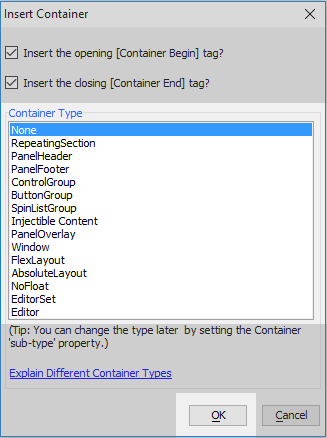 Insert Container
Insert the opening [Container Begin] tag?
Insert the closing [Container End] tag?
Container Type
None
RepeatingSection
PanelHeader
PanelFooter
ControlGroup
ButtonGroup
SpinListGroup
Injectible Content
PanelOverlay
Window
FlexLayout
AbsoluteLayout
NoFloat
EditorSet
Editor
(Tip: You can change the type later by setting the Container
'sub-type' property.)
Explain Different Container Types
OK
Cancel